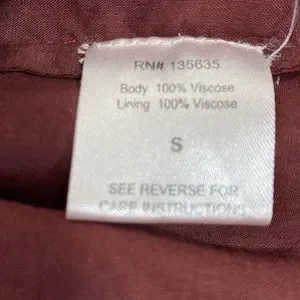 RN# 135635
Body 100% Viscose
Lining 100% Viscose
S
SEE REVERSE FOR
CARE INSTRUCTIONS